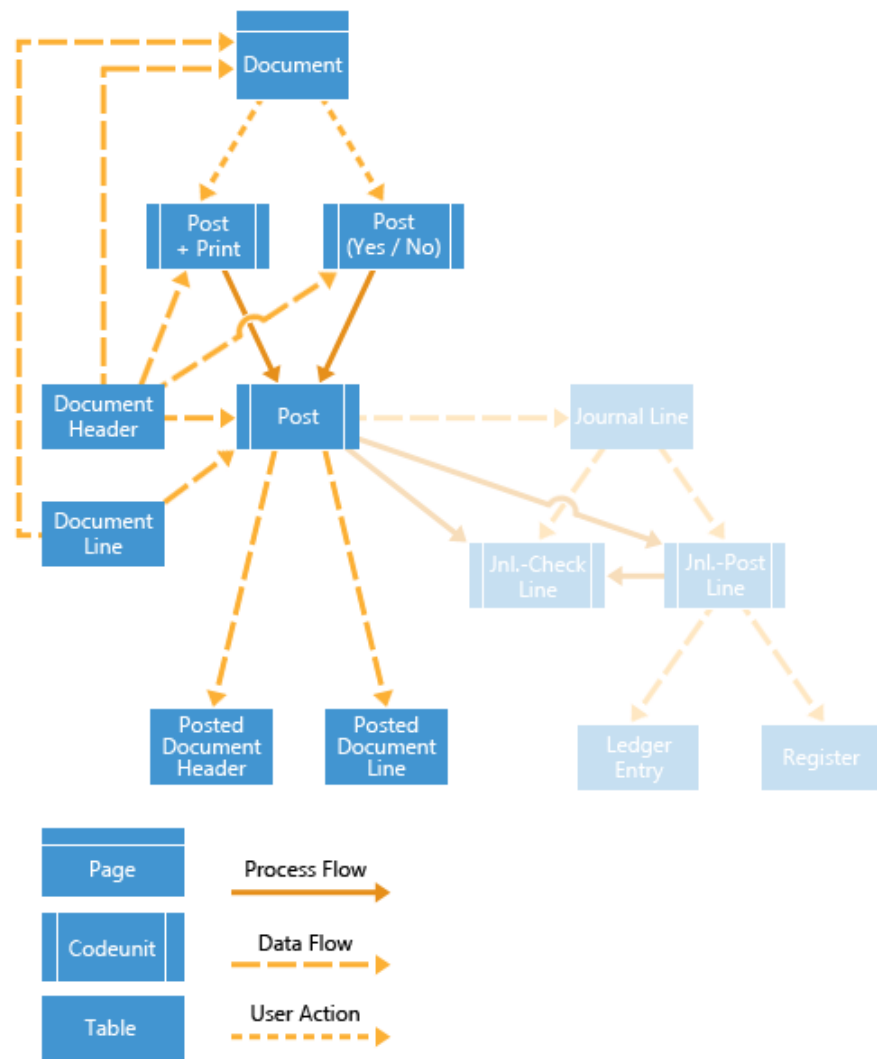 Document
Post
+ Print
Post
(Yes / No)
Document
Header
Post
Journal Line
Document
Line
Jnl.-Check
Line
Jnl.-Post
Line
Posted
Document
Header
Posted
Document
Line
Ledger
Entry
Register
Page
Process Flow
Codeunit
Data Flow
Table
User Action